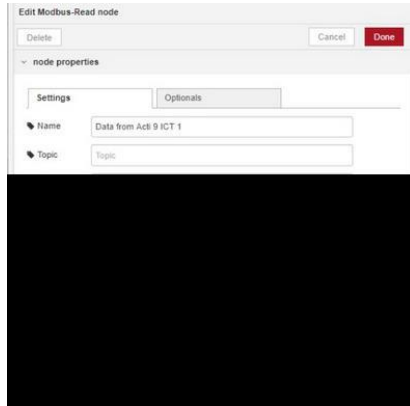 Edit Modbus-Read node
Delete Cancel Done
node properties
Settings Optionals
Name Data from Acti 9 ICT 1
Topic Topic